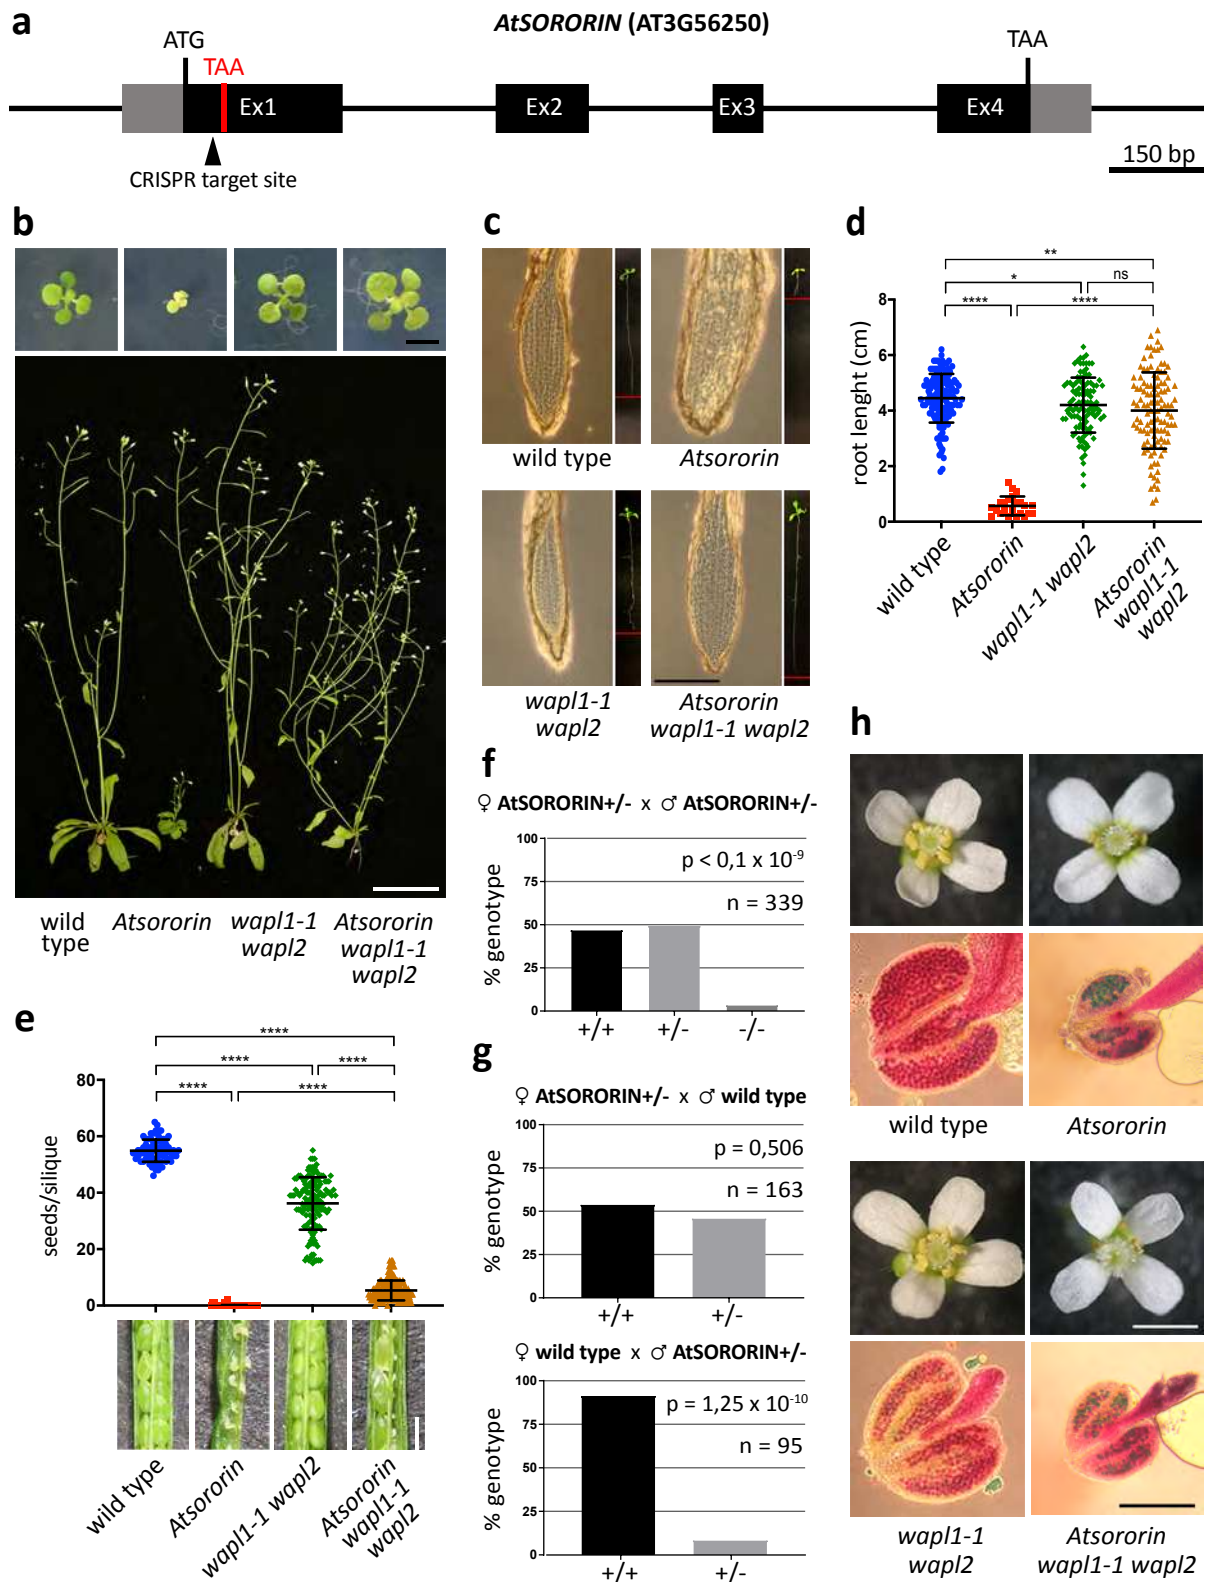 a
AtSORORIN (AT3G56250)
ATG
TAA
TAA
Ex1
Ex2
Ex3
Ex4
CRISPR target site
150 bp
b
wild
type
Atsororin
wapl1-1
wapl2
Atsororin
wapl1-1
wapl2
c
wild type
Atsororin
wapl1-1
wapl2
Atsororin
wapl1-1 wapl2
d
**
*
ns
****
****
root lenght (cm)
8
6
4
2
0
wild type
Atsororin
wapl1-1 wapl2
Atsororin
wapl1-1
wapl2
e
****
****
****
****
****
seeds/silique
80
60
40
20
0
wild type
Atsororin
wapl1-1 wapl2
Atsororin
wapl1-1
wapl2
f
♀ AtSORORIN+/- x ♂ AtSORORIN+/-
% genotype
100
75
50
25
0
p < 0,1 x 10⁻⁹
n = 339
+/+
+/-
-/-
g
♀ AtSORORIN+/- x ♂ wild type
% genotype
100
75
50
25
0
p = 0,506
n = 163
+/+
+/-
♀ wild type x ♂ AtSORORIN+/-
% genotype
100
75
50
25
0
p = 1,25 x 10⁻¹⁰
n = 95
+/+
+/-
h
wild type
Atsororin
wapl1-1
wapl2
Atsororin
wapl1-1 wapl2